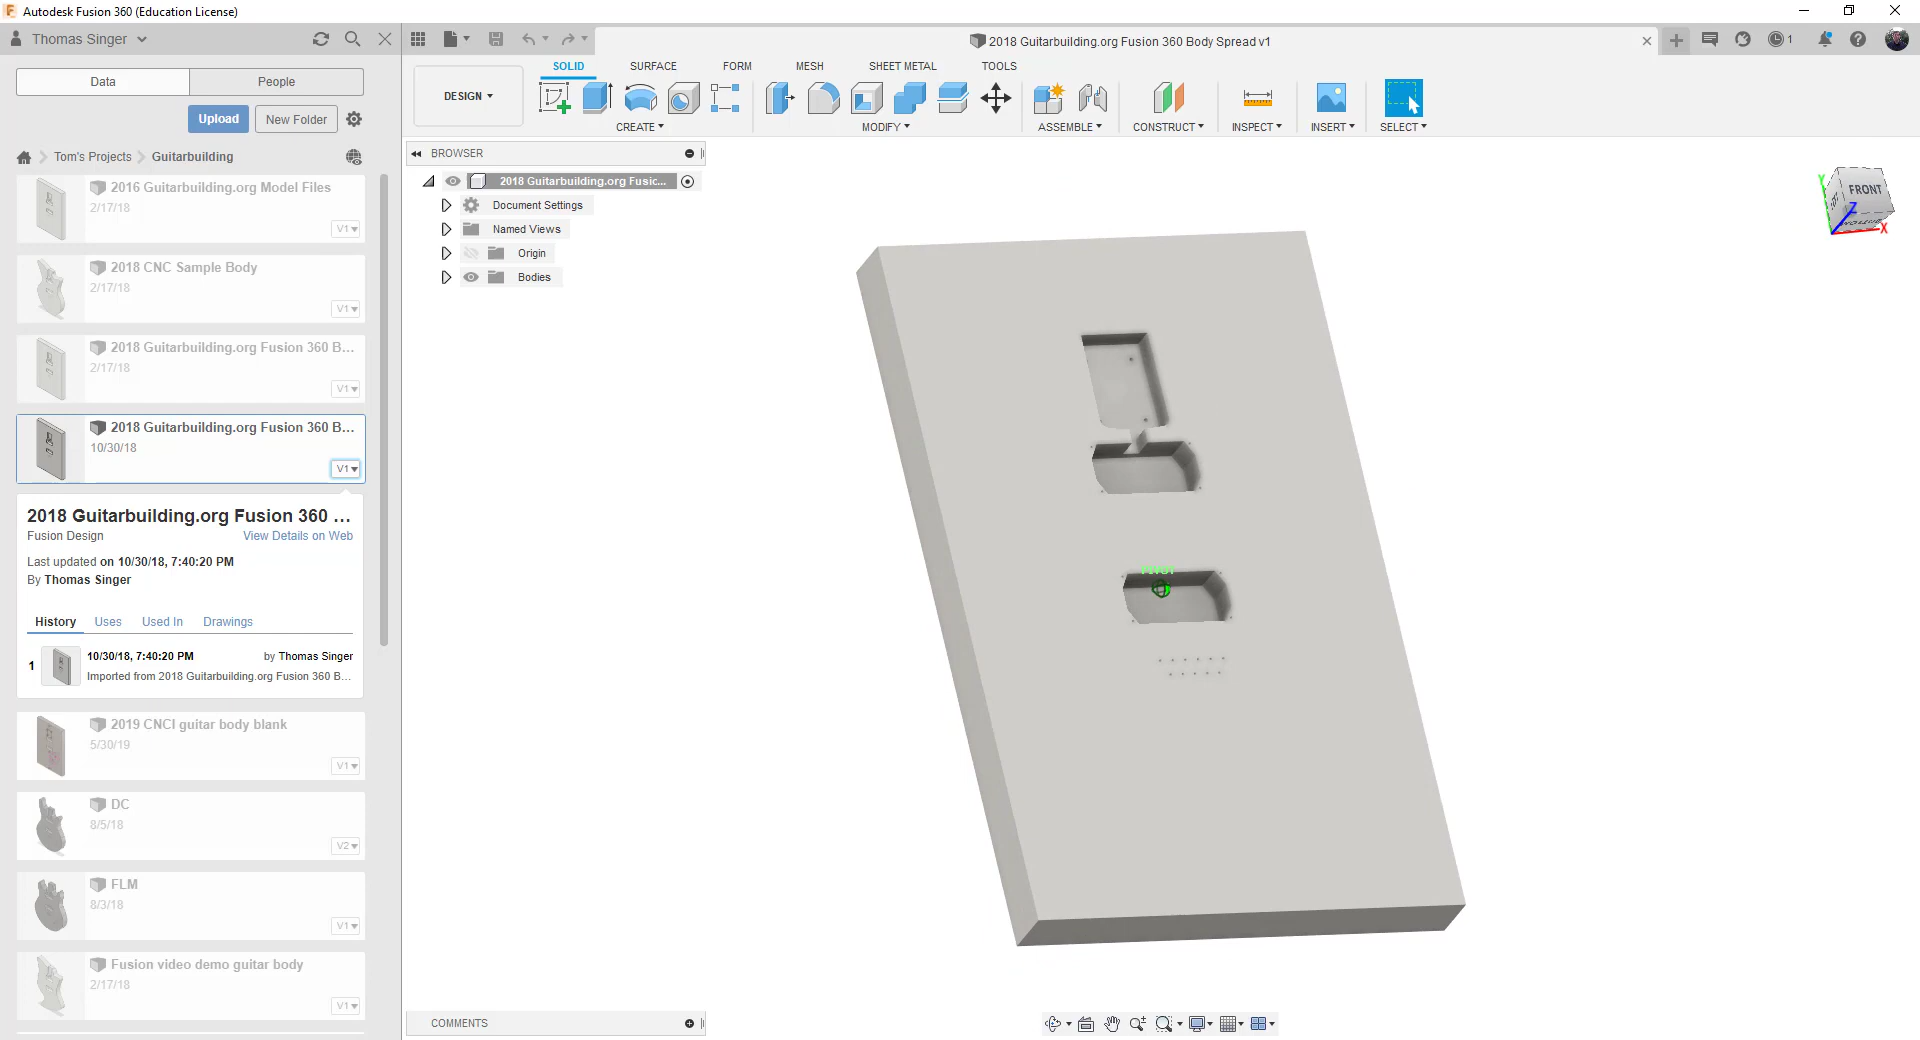 Autodesk Fusion 360 (Education License)
Thomas Singer
2018 Guitarbuilding.org Fusion 360 Body Spread v1
1
Data
People
Upload
New Folder
Tom's Projects
Guitarbuilding
2016 Guitarbuilding.org Model Files
2/17/18
V1
2018 CNC Sample Body
2/17/18
V1
2018 Guitarbuilding.org Fusion 360 B...
2/17/18
V1
2018 Guitarbuilding.org Fusion 360 B...
10/30/18
V1
2018 Guitarbuilding.org Fusion 360 ...
Fusion Design
View Details on Web
Last updated on 10/30/18, 7:40:20 PM
By Thomas Singer
History
Uses
Used In
Drawings
1
10/30/18, 7:40:20 PM
by Thomas Singer
Imported from 2018 Guitarbuilding.org Fusion 360 B...
2019 CNCI guitar body blank
5/30/19
V1
DC
8/5/18
V2
FLM
8/3/18
V1
Fusion video demo guitar body
2/17/18
V1
DESIGN
SOLID
SURFACE
FORM
MESH
SHEET METAL
TOOLS
CREATE
MODIFY
ASSEMBLE
CONSTRUCT
INSPECT
INSERT
SELECT
BROWSER
2018 Guitarbuilding.org Fusic...
Document Settings
Named Views
Origin
Bodies
PIVOT
FRONT
BOTTOM
Y
Z
X
COMMENTS